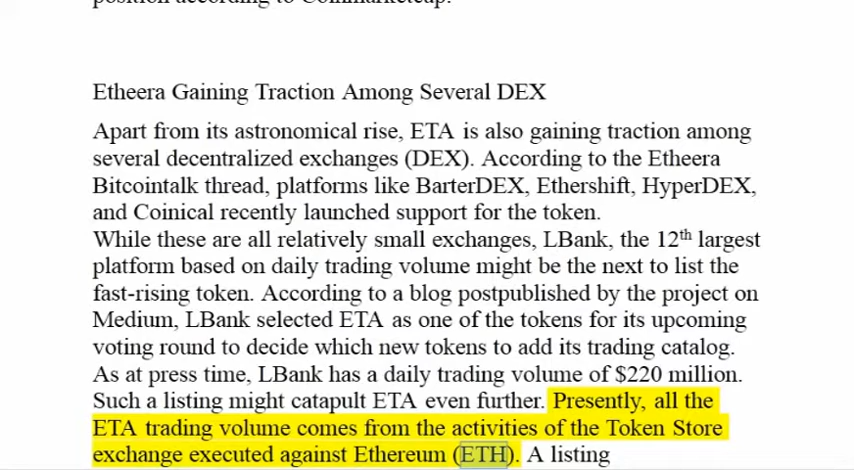 position according to Coinmarketcap.
Etheera Gaining Traction Among Several DEX
Apart from its astronomical rise, ETA is also gaining traction among
several decentralized exchanges (DEX). According to the Etheera
Bitcointalk thread, platforms like BarterDEX, Ethershift, HyperDEX,
and Coinical recently launched support for the token.
While these are all relatively small exchanges, LBank, the 12th largest
platform based on daily trading volume might be the next to list the
fast-rising token. According to a blog postpublished by the project on
Medium, LBank selected ETA as one of the tokens for its upcoming
voting round to decide which new tokens to add its trading catalog.
As at press time, LBank has a daily trading volume of $220 million.
Such a listing might catapult ETA even further. Presently, all the
ETA trading volume comes from the activities of the Token Store
exchange executed against Ethereum (ETH). A listing